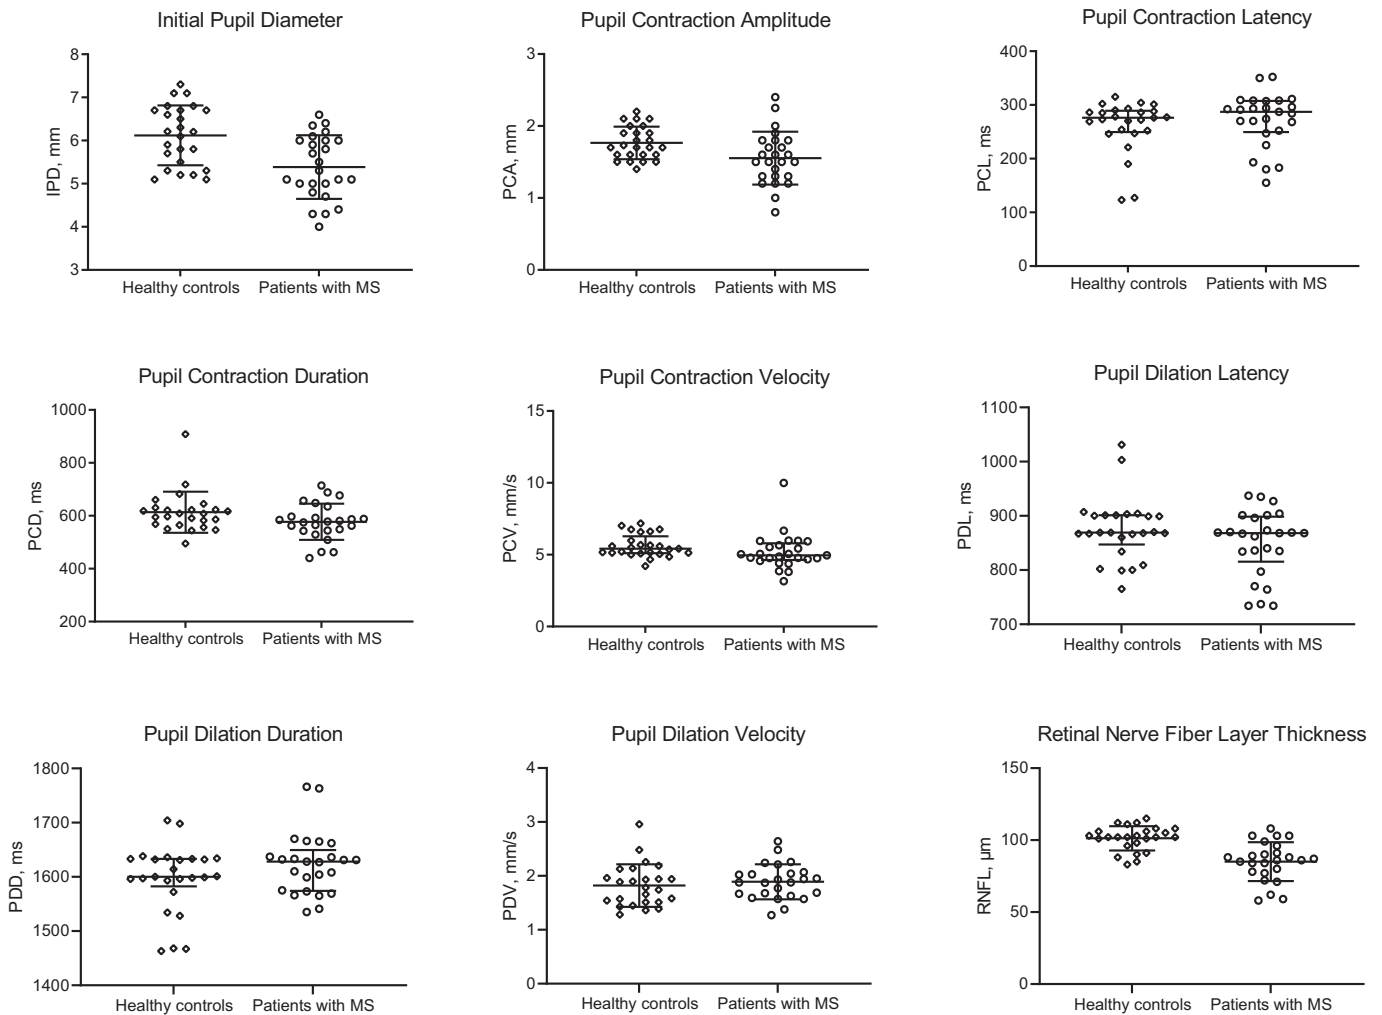 Initial Pupil Diameter
8
7
6
5
4
3
IPD, mm
Healthy controls
Patients with MS
Pupil Contraction Amplitude
3
2
1
0
PCA, mm
Healthy controls
Patients with MS
Pupil Contraction Latency
400
300
200
100
0
PCL, ms
Healthy controls
Patients with MS
Pupil Contraction Duration
1000
800
600
400
200
PCD, ms
Healthy controls
Patients with MS
Pupil Contraction Velocity
15
10
5
0
PCV, mm/s
Healthy controls
Patients with MS
Pupil Dilation Latency
1100
1000
900
800
700
PDL, ms
Healthy controls
Patients with MS
Pupil Dilation Duration
1800
1700
1600
1500
1400
PDD, ms
Healthy controls
Patients with MS
Pupil Dilation Velocity
4
3
2
1
0
PDV, mm/s
Healthy controls
Patients with MS
Retinal Nerve Fiber Layer Thickness
150
100
50
0
RNFL, µm
Healthy controls
Patients with MS